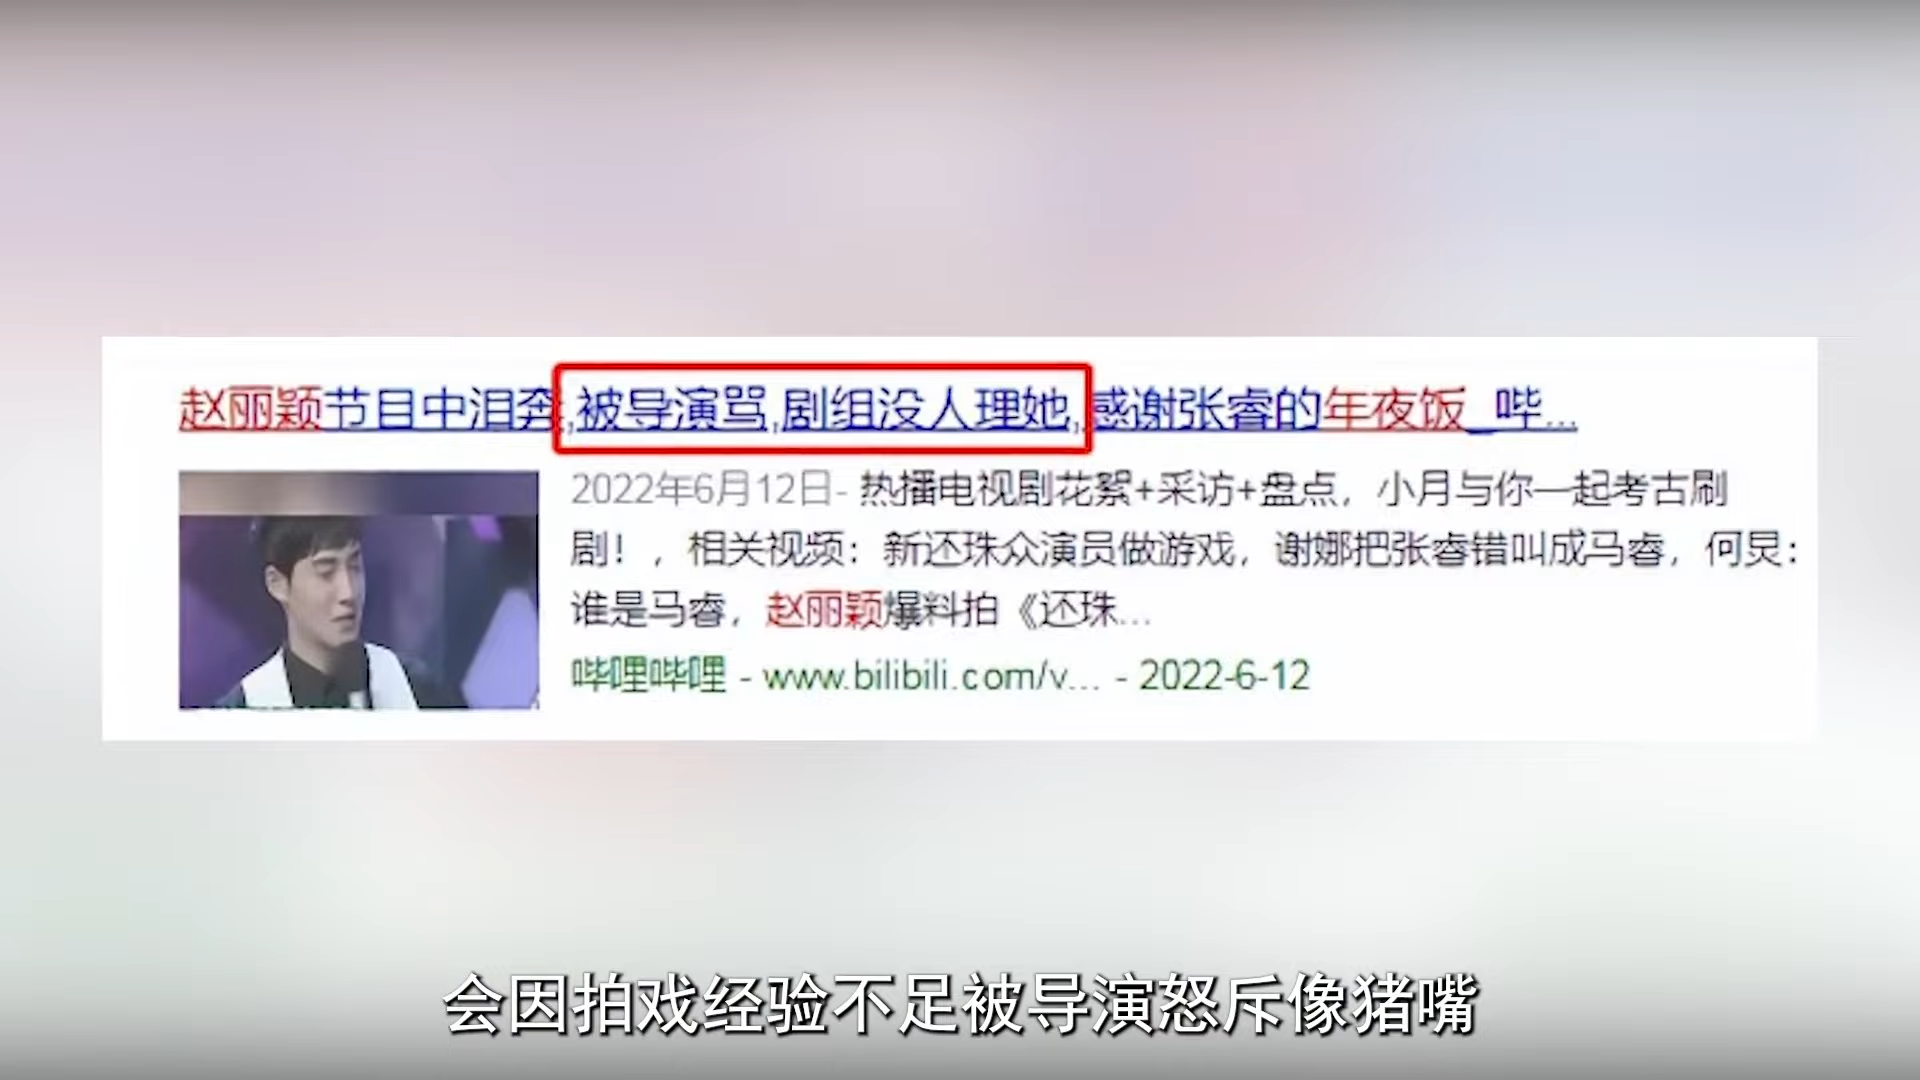 赵丽颖节目中泪奔,被导演骂,剧组没人理她,感谢张睿的年夜饭_哔...
2022年6月12日- 热播电视剧花絮+采访+盘点，小月与你一起考古刷
剧！，相关视频：新还珠众演员做游戏，谢娜把张睿错叫成马睿，何炅：
谁是马睿，赵丽颖爆料拍《还珠...
哔哩哔哩 - www.bilibili.com/v... - 2022-6-12
会因拍戏经验不足被导演怒斥像猪嘴